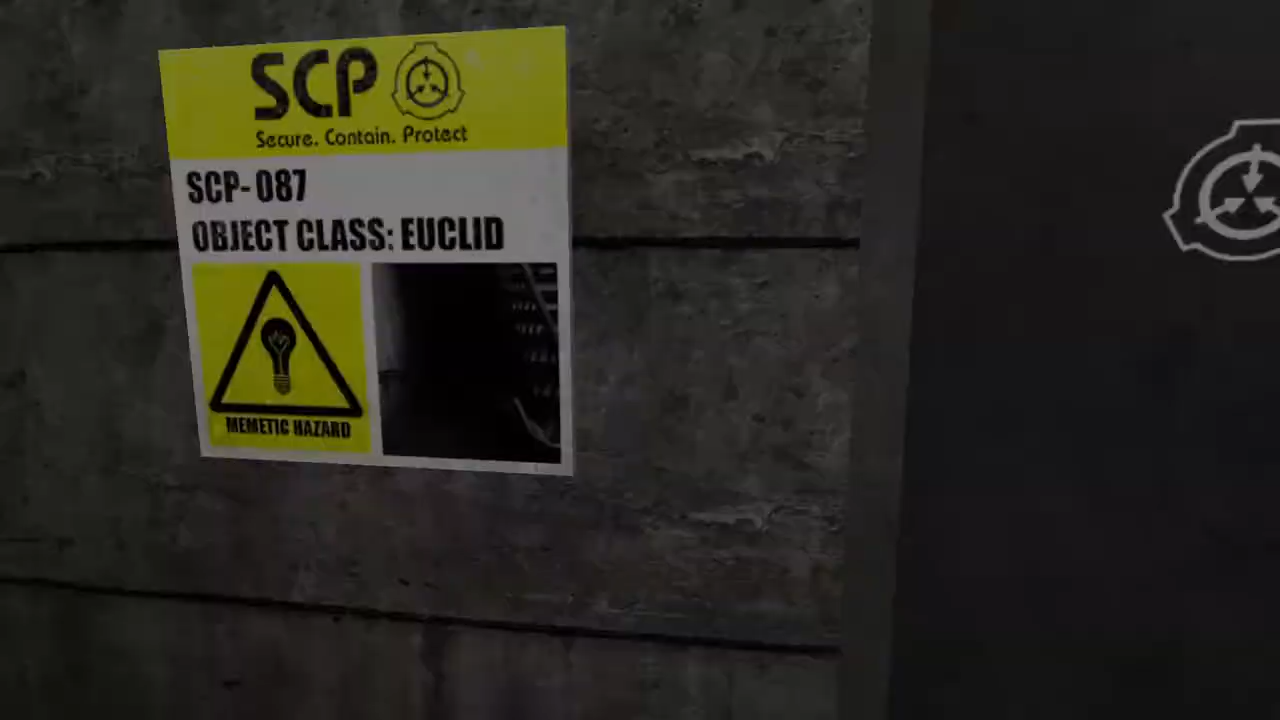 SCP
Secure. Contain. Protect
SCP-087
OBJECT CLASS: EUCLID
MEMETIC HAZARD